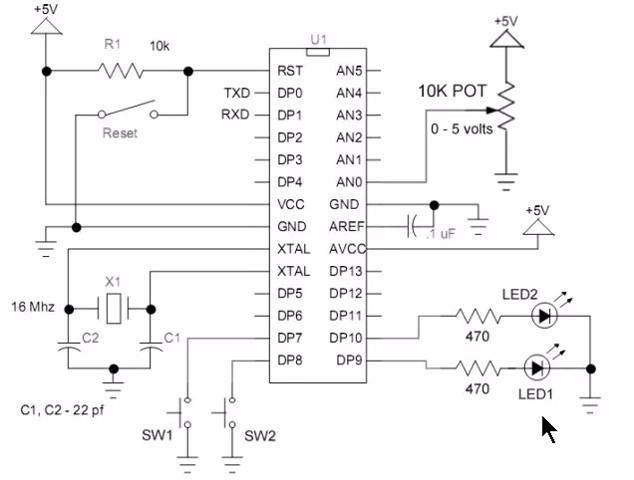 +5V
+5V
R1
10k
U1
RST
AN5
TXD
DP0
AN4
10K POT
RXD
DP1
AN3
Reset
DP2
AN2
0 - 5 volts
DP3
AN1
DP4
AN0
VCC
GND
+5V
GND
AREF
.1 uF
XTAL
AVCC
X1
XTAL
DP13
DP5
DP12
LED2
16 Mhz
DP6
DP11
C2
C1
DP7
DP10
470
DP8
DP9
470
LED1
C1, C2 - 22 pf
SW1
SW2